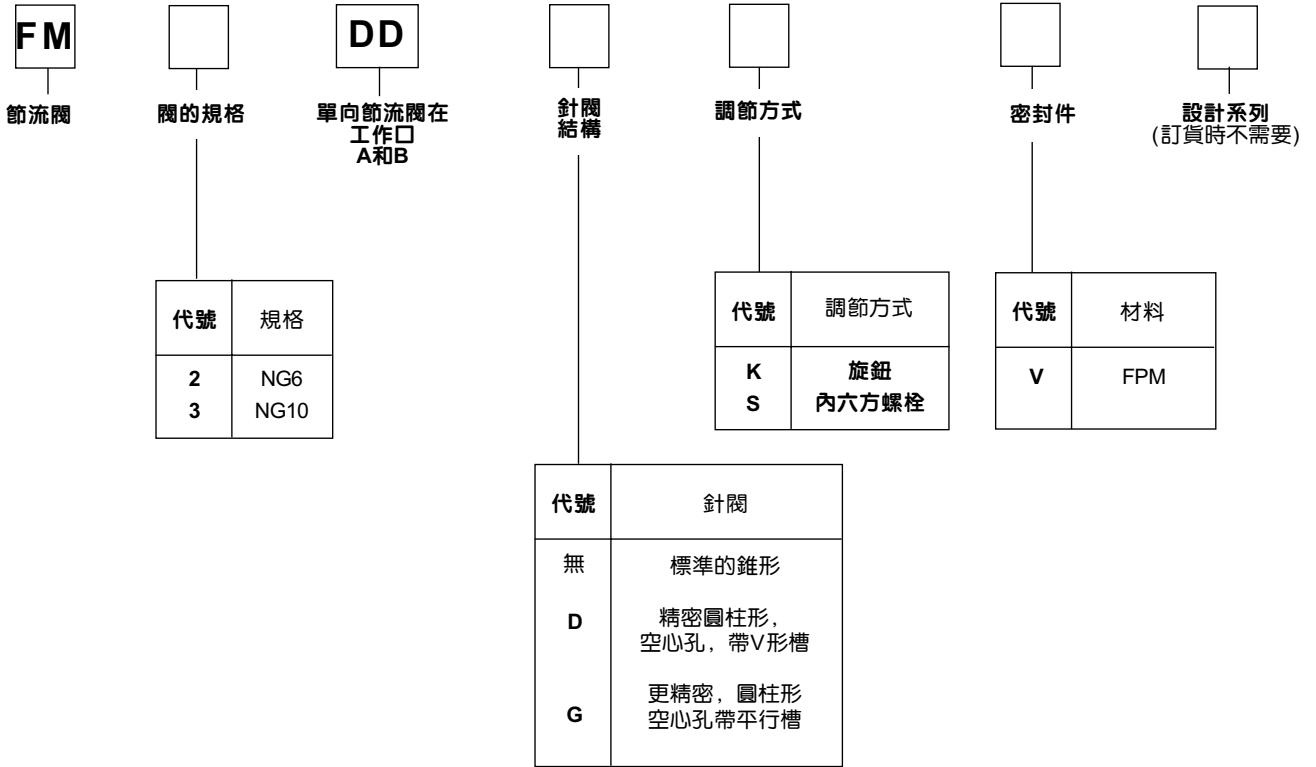 FM
DD
節流閥
閥的規格
單向節流閥在
工作口
A和B
針閥
結構
調節方式
密封件
設計系列
(訂貨時不需要)
代號 規格
2 NG6
3 NG10
代號 調節方式
K 旋鈕
S 內六方螺栓
代號 材料
V FPM
代號 針閥
無 標準的錐形
D 精密圓柱形，
空心孔，帶V形槽
G 更精密，圓柱形
空心孔帶平行槽